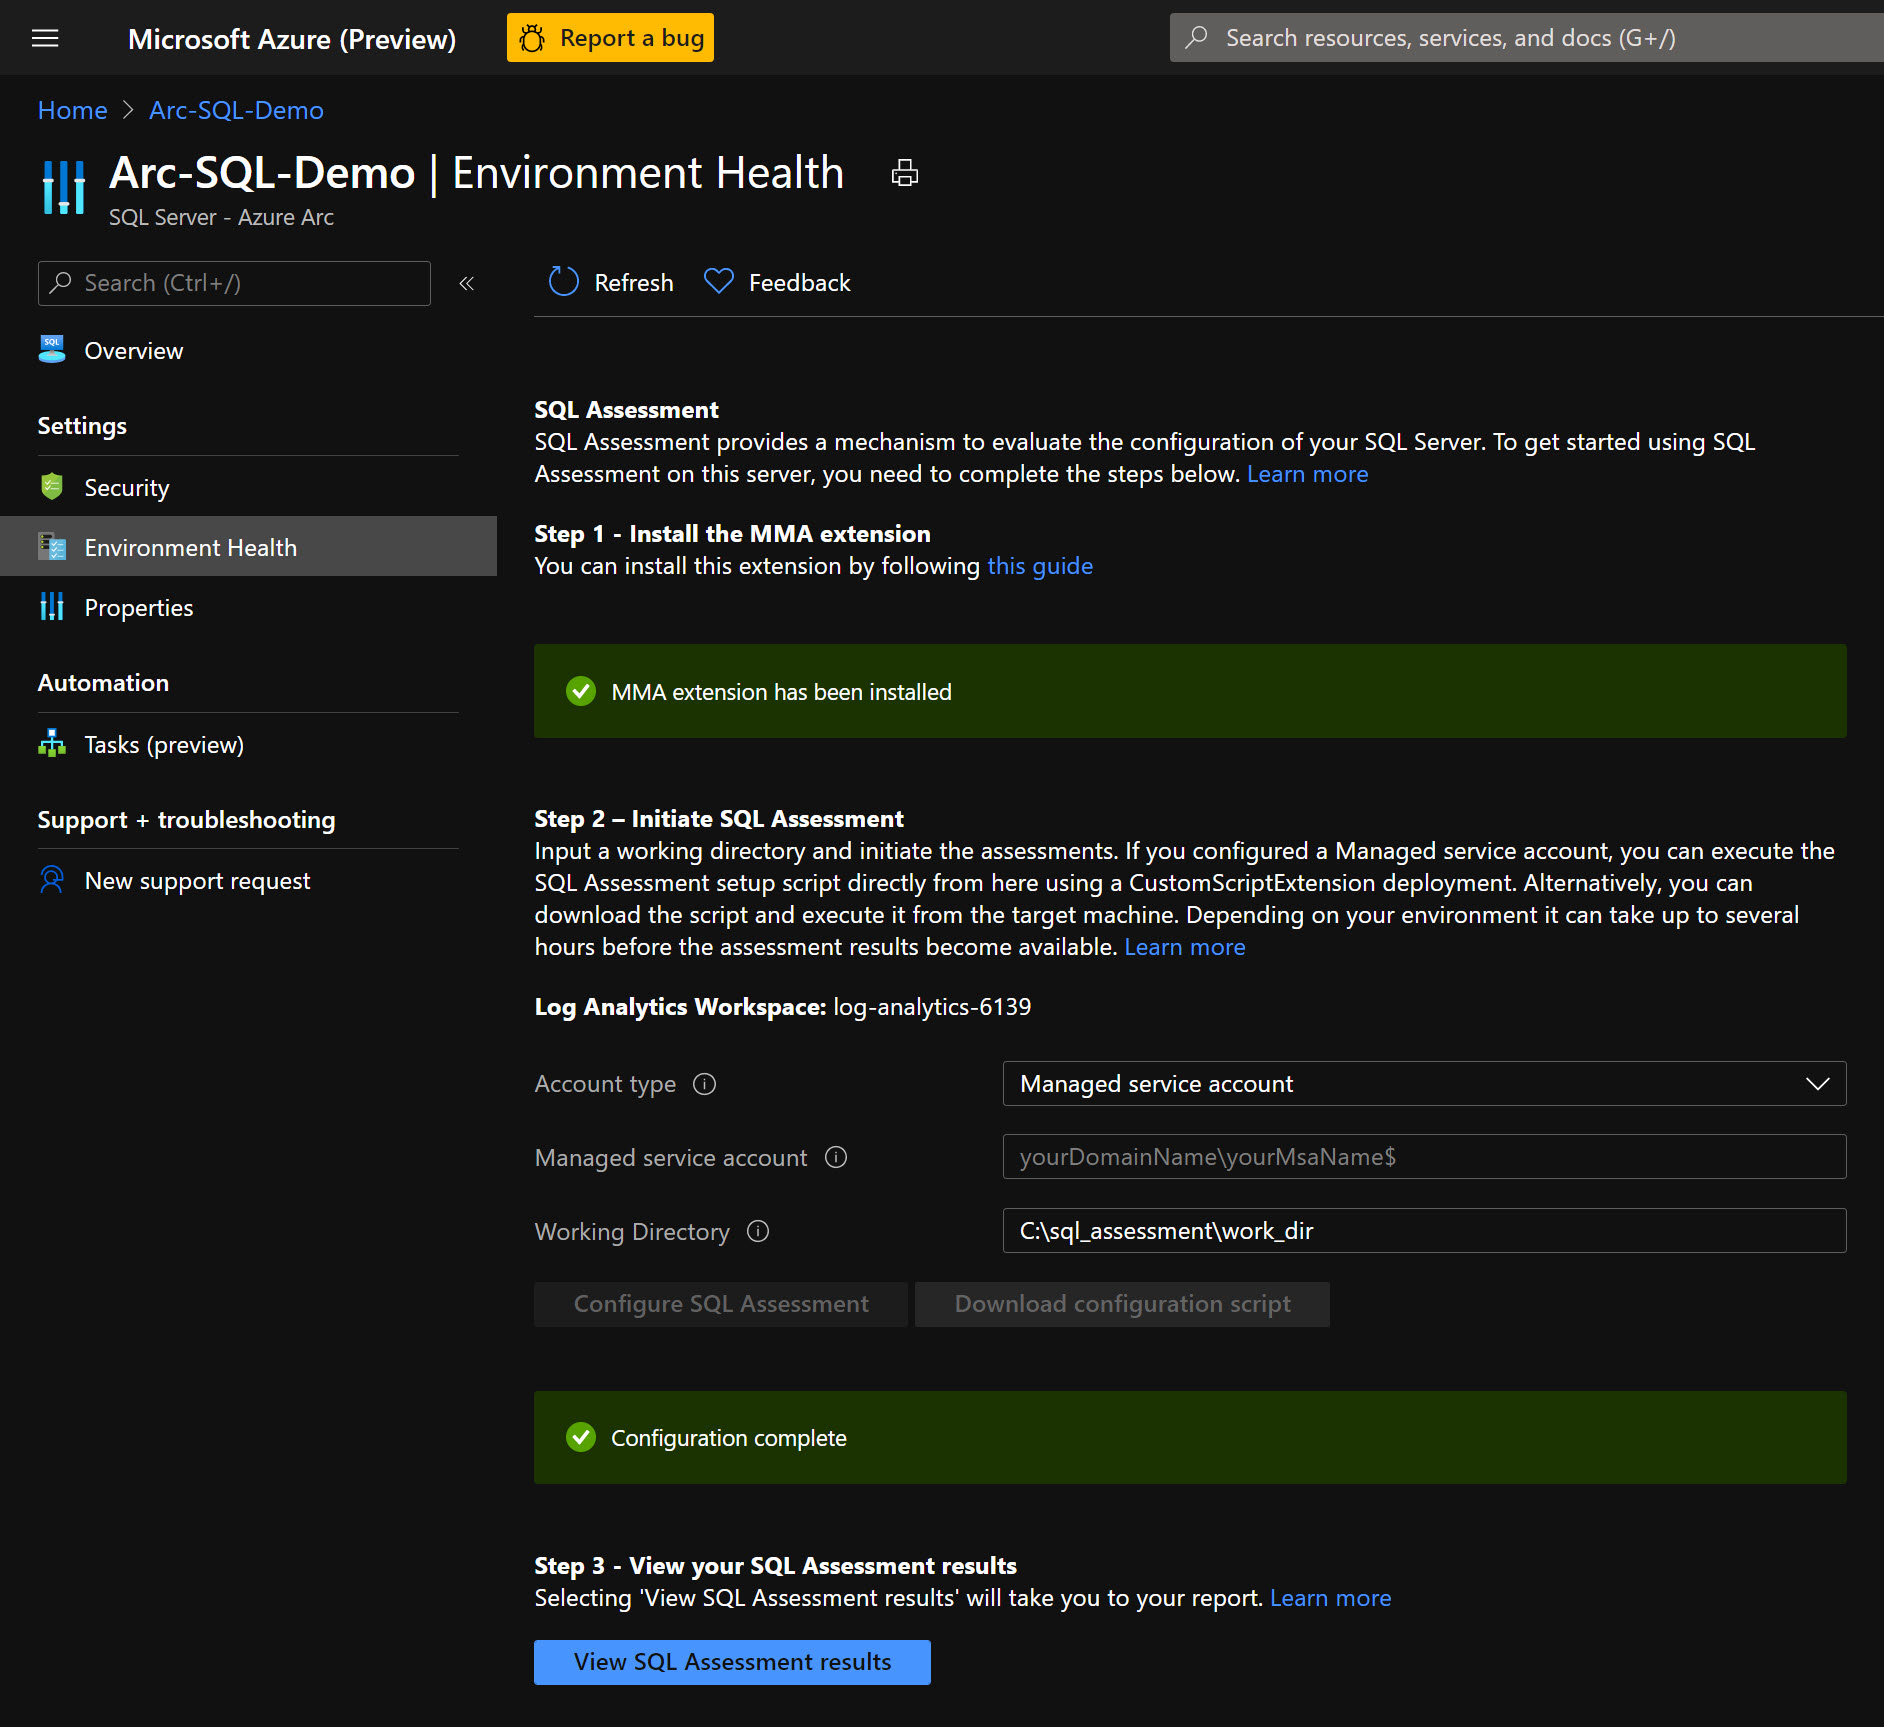 Microsoft Azure (Preview)
Report a bug
Search resources, services, and docs (G+/)
Home > Arc-SQL-Demo
Arc-SQL-Demo | Environment Health
SQL Server - Azure Arc
Search (Ctrl+/)
«
Refresh
Feedback
SQL
Overview
Settings
Security
Environment Health
Properties
Automation
Tasks (preview)
Support + troubleshooting
New support request
SQL Assessment
SQL Assessment provides a mechanism to evaluate the configuration of your SQL Server. To get started using SQL
Assessment on this server, you need to complete the steps below. Learn more
Step 1 - Install the MMA extension
You can install this extension by following this guide
MMA extension has been installed
Step 2 – Initiate SQL Assessment
Input a working directory and initiate the assessments. If you configured a Managed service account, you can execute the
SQL Assessment setup script directly from here using a CustomScriptExtension deployment. Alternatively, you can
download the script and execute it from the target machine. Depending on your environment it can take up to several
hours before the assessment results become available. Learn more
Log Analytics Workspace: log-analytics-6139
Account type
Managed service account
Managed service account
yourDomainName\yourMsaName$
Working Directory
C:\sql_assessment\work_dir
Configure SQL Assessment
Download configuration script
Configuration complete
Step 3 - View your SQL Assessment results
Selecting 'View SQL Assessment results' will take you to your report. Learn more
View SQL Assessment results